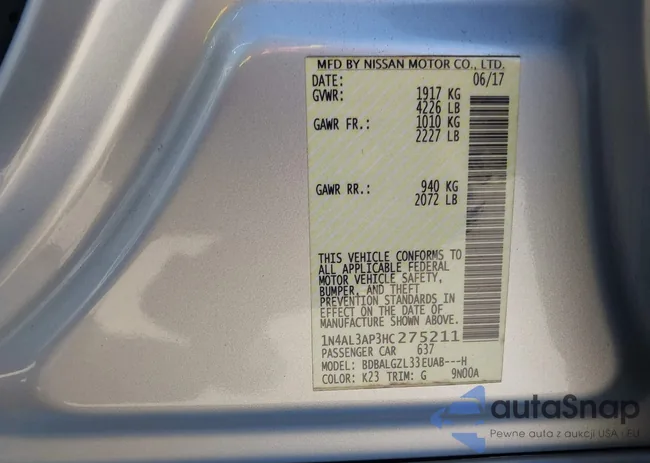 MFD BY NISSAN MOTOR CO., LTD.
DATE: 06/17
GVWR: 1917 KG
4226 LB
GAWR FR.: 1010 KG
2227 LB
GAWR RR.: 940 KG
2072 LB
THIS VEHICLE CONFORMS TO
ALL APPLICABLE FEDERAL
MOTOR VEHICLE SAFETY,
BUMPER, AND THEFT
PREVENTION STANDARDS IN
EFFECT ON THE DATE OF
MANUFACTURE SHOWN ABOVE.
1N4AL3AP3HC275211
PASSENGER CAR 637
MODEL: BDBALGZL33EUAB---H
COLOR: K23 TRIM: G 9N00A
autaSnap
Pewne auta z aukcji USA i EU